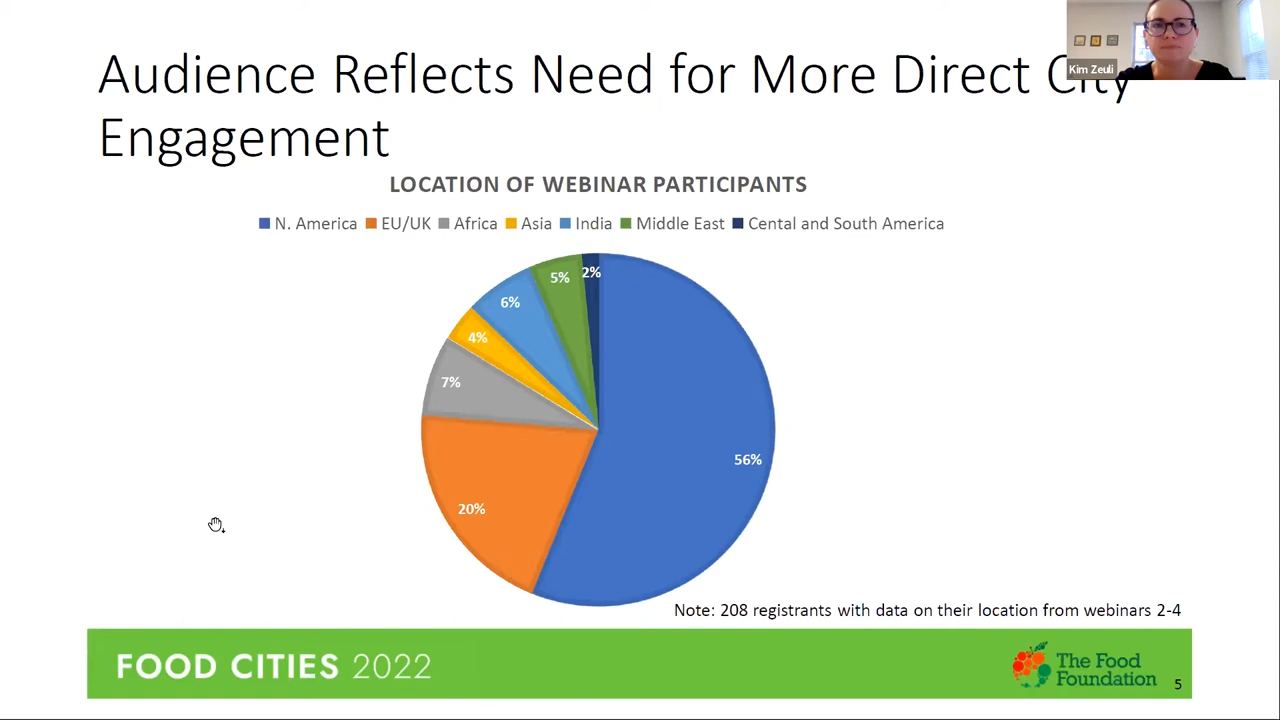 Audience Reflects Need for More Direct City
Engagement
Kim Zeuli
LOCATION OF WEBINAR PARTICIPANTS
N. America EU/UK Africa Asia India Middle East Cental and South America
2%
5%
6%
4%
7%
56%
20%
Note: 208 registrants with data on their location from webinars 2-4
FOOD CITIES 2022
The Food
Foundation
5